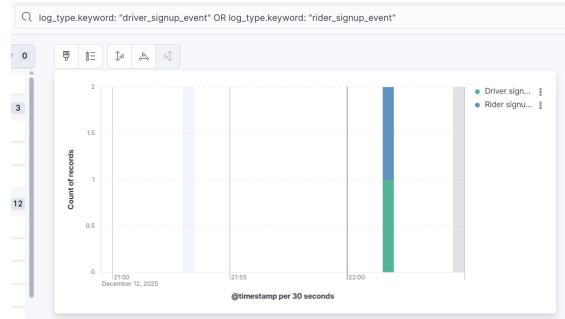 log_type.keyword: "driver_signup_event" OR log_type.keyword: "rider_signup_event"
0
3
12
2
1.5
1
0.5
0
Count of records
21:50
December 12, 2025
21:55
22:00
@timestamp per 30 seconds
Driver sign...
Rider signu...